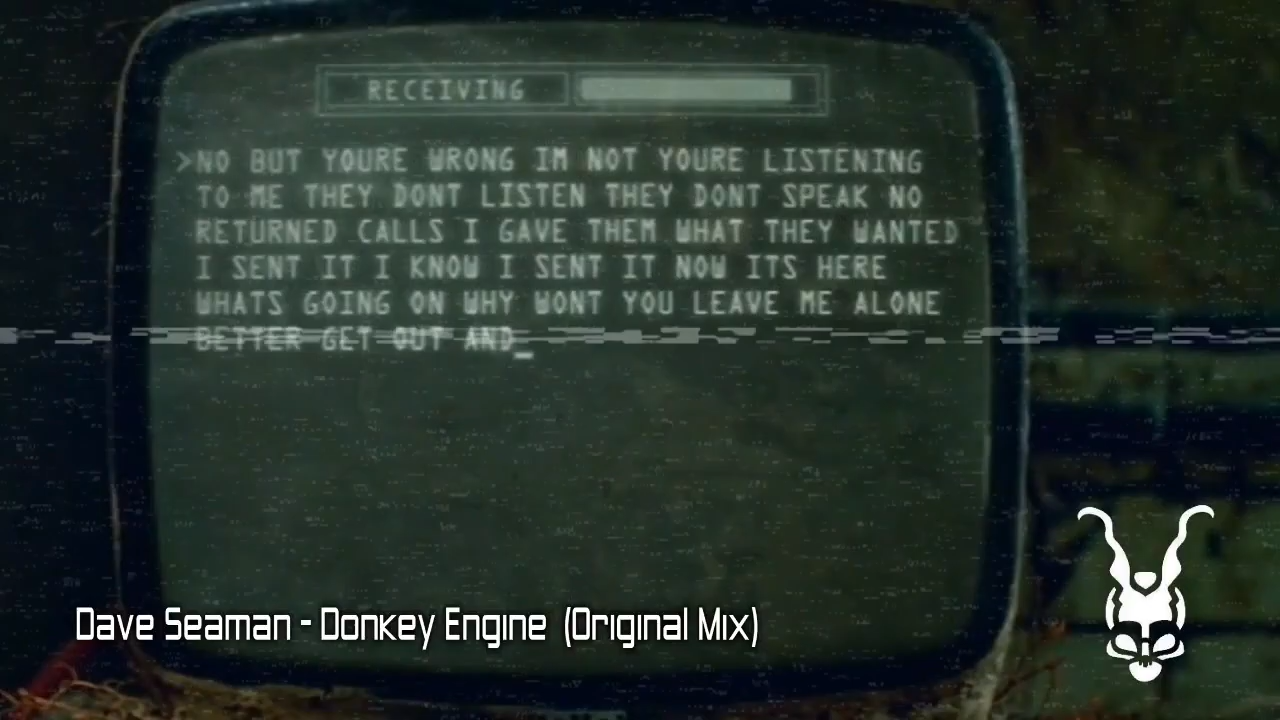 RECEIVING
>NO BUT YOURE WRONG IM NOT YOURE LISTENING
TO ME THEY DONT LISTEN THEY DONT SPEAK NO
RETURNED CALLS I GAVE THEM WHAT THEY WANTED
I SENT IT I KNOW I SENT IT NOW ITS HERE
WHATS GOING ON WHY WONT YOU LEAVE ME ALONE
BETTER GET OUT AND_
Dave Seaman - Donkey Engine (Original Mix)